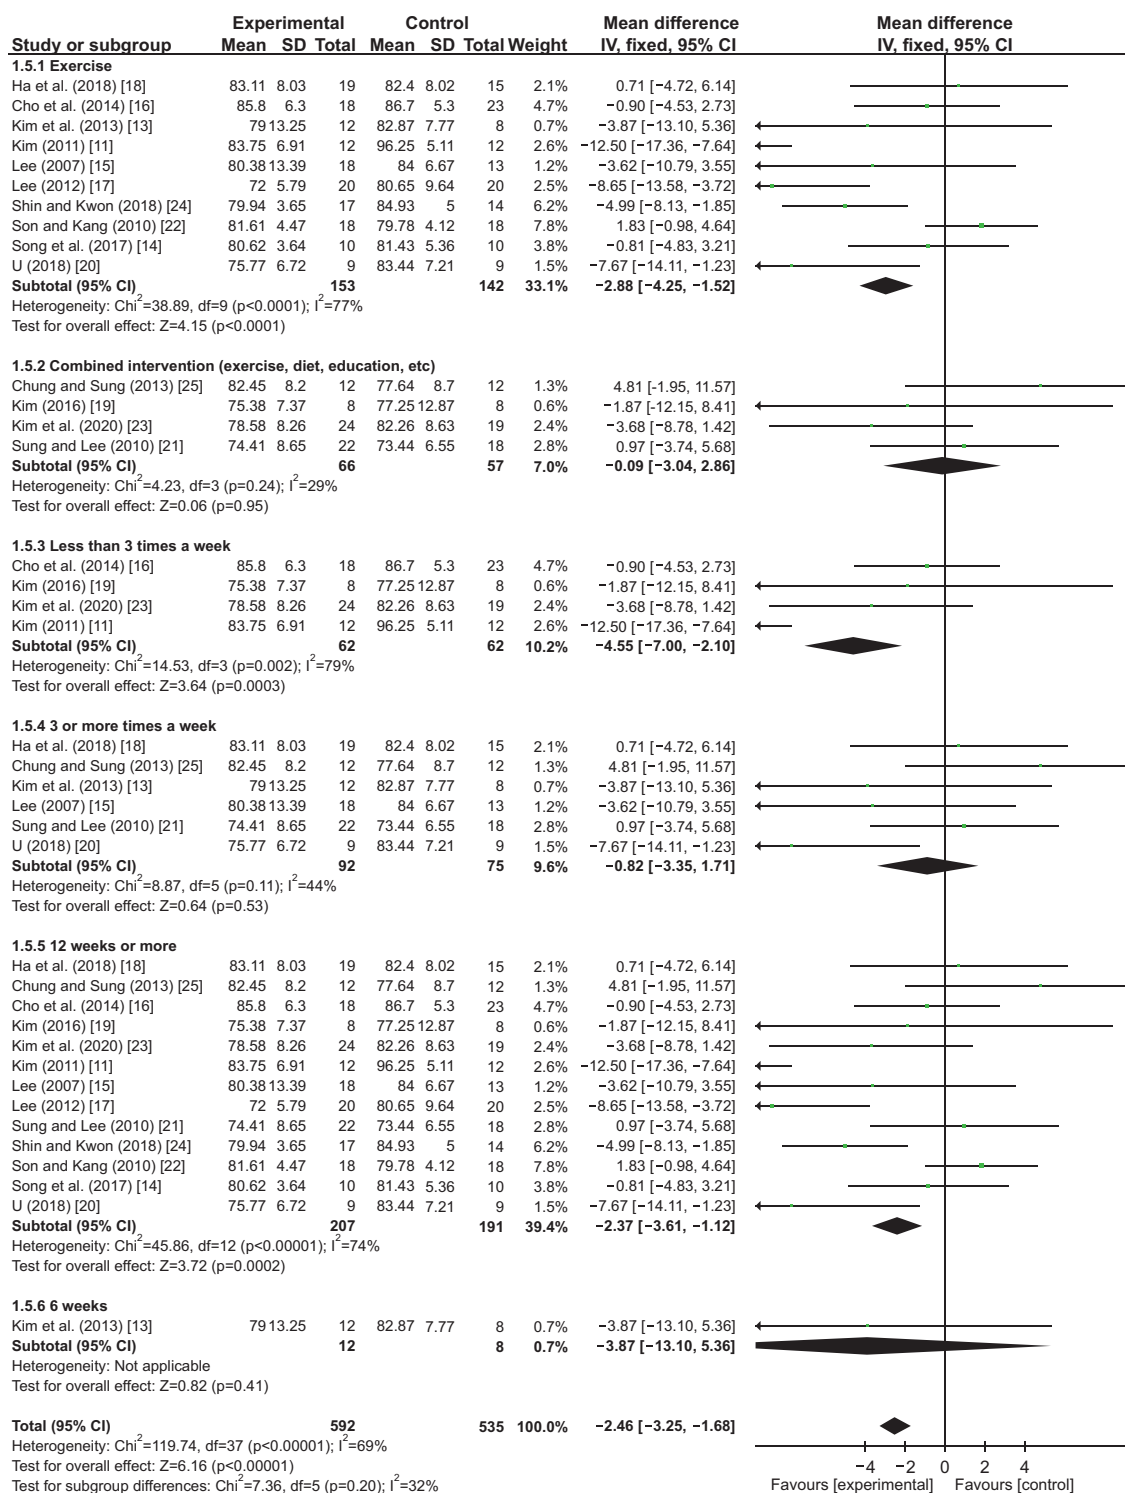 Experimental Control Mean difference Mean difference
Study or subgroup Mean SD Total Mean SD Total Weight IV, fixed, 95% CI IV, fixed, 95% CI
1.5.1 Exercise
Ha et al. (2018) [18] 83.11 8.03 19 82.4 8.02 15 2.1% 0.71 [−4.72, 6.14]
Cho et al. (2014) [16] 85.8 6.3 18 86.7 5.3 23 4.7% −0.90 [−4.53, 2.73]
Kim et al. (2013) [13] 79 13.25 12 82.87 7.77 8 0.7% −3.87 [−13.10, 5.36]
Kim (2011) [11] 83.75 6.91 12 96.25 5.11 12 2.6% −12.50 [−17.36, −7.64]
Lee (2007) [15] 80.38 13.39 18 84 6.67 13 1.2% −3.62 [−10.79, 3.55]
Lee (2012) [17] 72 5.79 20 80.65 9.64 20 2.5% −8.65 [−13.58, −3.72]
Shin and Kwon (2018) [24] 79.94 3.65 17 84.93 5 14 6.2% −4.99 [−8.13, −1.85]
Son and Kang (2010) [22] 81.61 4.47 18 79.78 4.12 18 7.8% 1.83 [−0.98, 4.64]
Song et al. (2017) [14] 80.62 3.64 10 81.43 5.36 10 3.8% −0.81 [−4.83, 3.21]
U (2018) [20] 75.77 6.72 9 83.44 7.21 9 1.5% −7.67 [−14.11, −1.23]
Subtotal (95% CI) 153 142 33.1% −2.88 [−4.25, −1.52]
Heterogeneity: Chi²=38.89, df=9 (p<0.0001); I²=77%
Test for overall effect: Z=4.15 (p<0.0001)
1.5.2 Combined intervention (exercise, diet, education, etc)
Chung and Sung (2013) [25] 82.45 8.2 12 77.64 8.7 12 1.3% 4.81 [-1.95, 11.57]
Kim (2016) [19] 75.38 7.37 8 77.25 12.87 8 0.6% −1.87 [-12.15, 8.41]
Kim et al. (2020) [23] 78.58 8.26 24 82.26 8.63 19 2.4% −3.68 [−8.78, 1.42]
Sung and Lee (2010) [21] 74.41 8.65 22 73.44 6.55 18 2.8% 0.97 [−3.74, 5.68]
Subtotal (95% CI) 66 57 7.0% −0.09 [−3.04, 2.86]
Heterogeneity: Chi²=4.23, df=3 (p=0.24); I²=29%
Test for overall effect: Z=0.06 (p=0.95)
1.5.3 Less than 3 times a week
Cho et al. (2014) [16] 85.8 6.3 18 86.7 5.3 23 4.7% −0.90 [−4.53, 2.73]
Kim (2016) [19] 75.38 7.37 8 77.25 12.87 8 0.6% −1.87 [−12.15, 8.41]
Kim et al. (2020) [23] 78.58 8.26 24 82.26 8.63 19 2.4% −3.68 [−8.78, 1.42]
Kim (2011) [11] 83.75 6.91 12 96.25 5.11 12 2.6% −12.50 [−17.36, −7.64]
Subtotal (95% CI) 62 62 10.2% −4.55 [−7.00, −2.10]
Heterogeneity: Chi²=14.53, df=3 (p=0.002); I²=79%
Test for overall effect: Z=3.64 (p=0.0003)
1.5.4 3 or more times a week
Ha et al. (2018) [18] 83.11 8.03 19 82.4 8.02 15 2.1% 0.71 [−4.72, 6.14]
Chung and Sung (2013) [25] 82.45 8.2 12 77.64 8.7 12 1.3% 4.81 [−1.95, 11.57]
Kim et al. (2013) [13] 79 13.25 12 82.87 7.77 8 0.7% −3.87 [−13.10, 5.36]
Lee (2007) [15] 80.38 13.39 18 84 6.67 13 1.2% −3.62 [−10.79, 3.55]
Sung and Lee (2010) [21] 74.41 8.65 22 73.44 6.55 18 2.8% 0.97 [−3.74, 5.68]
U (2018) [20] 75.77 6.72 9 83.44 7.21 9 1.5% −7.67 [−14.11, −1.23]
Subtotal (95% CI) 92 75 9.6% −0.82 [−3.35, 1.71]
Heterogeneity: Chi²=8.87, df=5 (p=0.11); I²=44%
Test for overall effect: Z=0.64 (p=0.53)
1.5.5 12 weeks or more
Ha et al. (2018) [18] 83.11 8.03 19 82.4 8.02 15 2.1% 0.71 [−4.72, 6.14]
Chung and Sung (2013) [25] 82.45 8.2 12 77.64 8.7 12 1.3% 4.81 [−1.95, 11.57]
Cho et al. (2014) [16] 85.8 6.3 18 86.7 5.3 23 4.7% −0.90 [−4.53, 2.73]
Kim (2016) [19] 75.38 7.37 8 77.25 12.87 8 0.6% −1.87 [−12.15, 8.41]
Kim et al. (2020) [23] 78.58 8.26 24 82.26 8.63 19 2.4% −3.68 [−8.78, 1.42]
Kim (2011) [11] 83.75 6.91 12 96.25 5.11 12 2.6% −12.50 [−17.36, −7.64]
Lee (2007) [15] 80.38 13.39 18 84 6.67 13 1.2% −3.62 [−10.79, 3.55]
Lee (2012) [17] 72 5.79 20 80.65 9.64 20 2.5% −8.65 [−13.58, −3.72]
Sung and Lee (2010) [21] 74.41 8.65 22 73.44 6.55 18 2.8% 0.97 [−3.74, 5.68]
Shin and Kwon (2018) [24] 79.94 3.65 17 84.93 5 14 6.2% −4.99 [−8.13, −1.85]
Son and Kang (2010) [22] 81.61 4.47 18 79.78 4.12 18 7.8% 1.83 [−0.98, 4.64]
Song et al. (2017) [14] 80.62 3.64 10 81.43 5.36 10 3.8% −0.81 [−4.83, 3.21]
U (2018) [20] 75.77 6.72 9 83.44 7.21 9 1.5% −7.67 [−14.11, −1.23]
Subtotal (95% CI) 207 191 39.4% −2.37 [−3.61, −1.12]
Heterogeneity: Chi²=45.86, df=12 (p<0.00001); I²=74%
Test for overall effect: Z=3.72 (p=0.0002)
1.5.6 6 weeks
Kim et al. (2013) [13] 79 13.25 12 82.87 7.77 8 0.7% −3.87 [−13.10, 5.36]
Subtotal (95% CI) 12 8 0.7% −3.87 [−13.10, 5.36]
Heterogeneity: Not applicable
Test for overall effect: Z=0.82 (p=0.41)
Total (95% CI) 592 535 100.0% −2.46 [−3.25, −1.68]
Heterogeneity: Chi²=119.74, df=37 (p<0.00001); I²=69%
Test for overall effect: Z=6.16 (p<0.00001)
Test for subgroup differences: Chi²=7.36, df=5 (p=0.20); I²=32%
−4 −2 0 2 4
Favours [experimental] Favours [control]